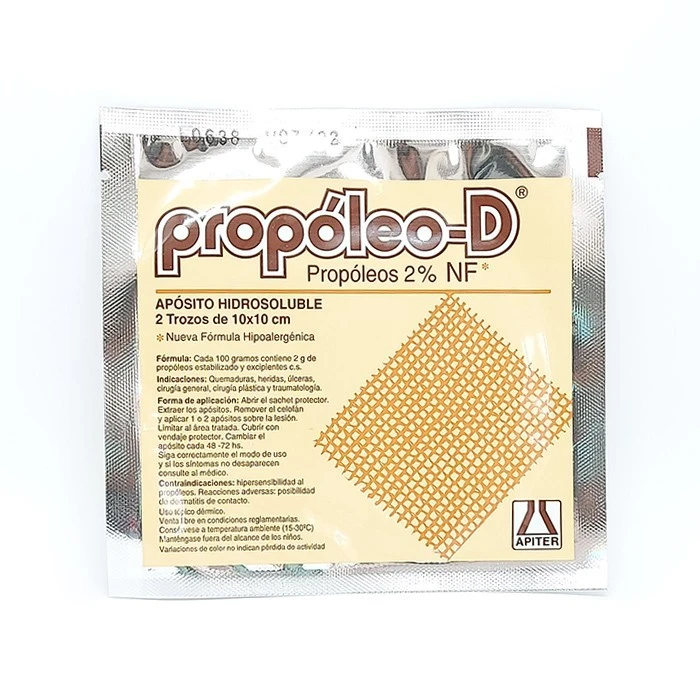 L0638 V07/22
propóleo-D®
Propóleos 2% NF*
APÓSITO HIDROSOLUBLE
2 Trozos de 10x10 cm
* Nueva Fórmula Hipoalergénica
Fórmula: Cada 100 gramos contiene 2 g de
propóleos estabilizado y excipientes c.s.
Indicaciones: Quemaduras, heridas, úlceras,
cirugía general, cirugía plástica y traumatología.
Forma de aplicación: Abrir el sachet protector.
Extraer los apósitos. Remover el celofán
y aplicar 1 o 2 apósitos sobre la lesión.
Limitar al área tratada. Cubrir con
vendaje protector. Cambiar el
apósito cada 48 -72 hs.
Siga correctamente el modo de uso
y si los síntomas no desaparecen
consulte al médico.
Contraindicaciones: hipersensibilidad al
propóleos. Reacciones adversas: posibilidad
de dermatitis de contacto.
Uso tópico dérmico.
Venta libre en condiciones reglamentarias.
Consérvese a temperatura ambiente (15-30ºC)
Manténgase fuera del alcance de los niños.
Variaciones de color no indican pérdida de actividad
APITER